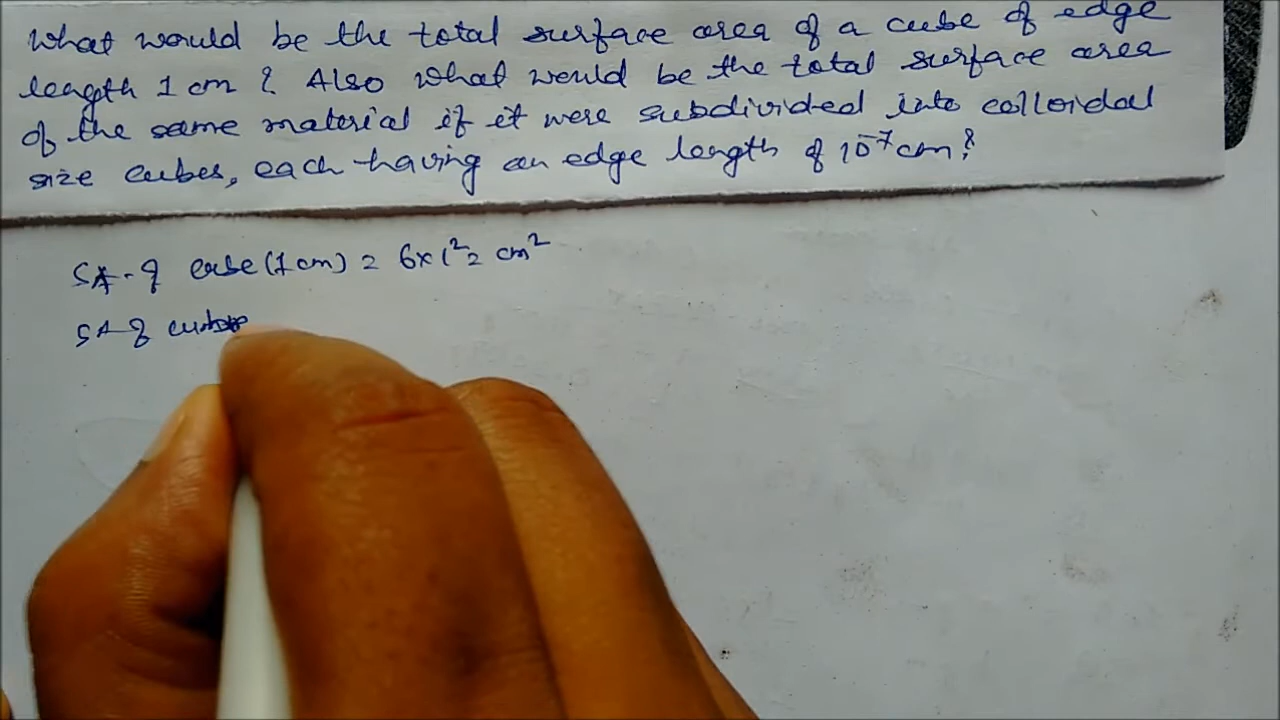 What would be the total surface area of a cube of edge
length 1 cm ? Also what would be the total surface area
of the same material if it were subdivided into colloidal
size cubes, each having an edge length of 10⁻⁷ cm ?
SA. of cube (1 cm) = 6x1² = cm²
SA of